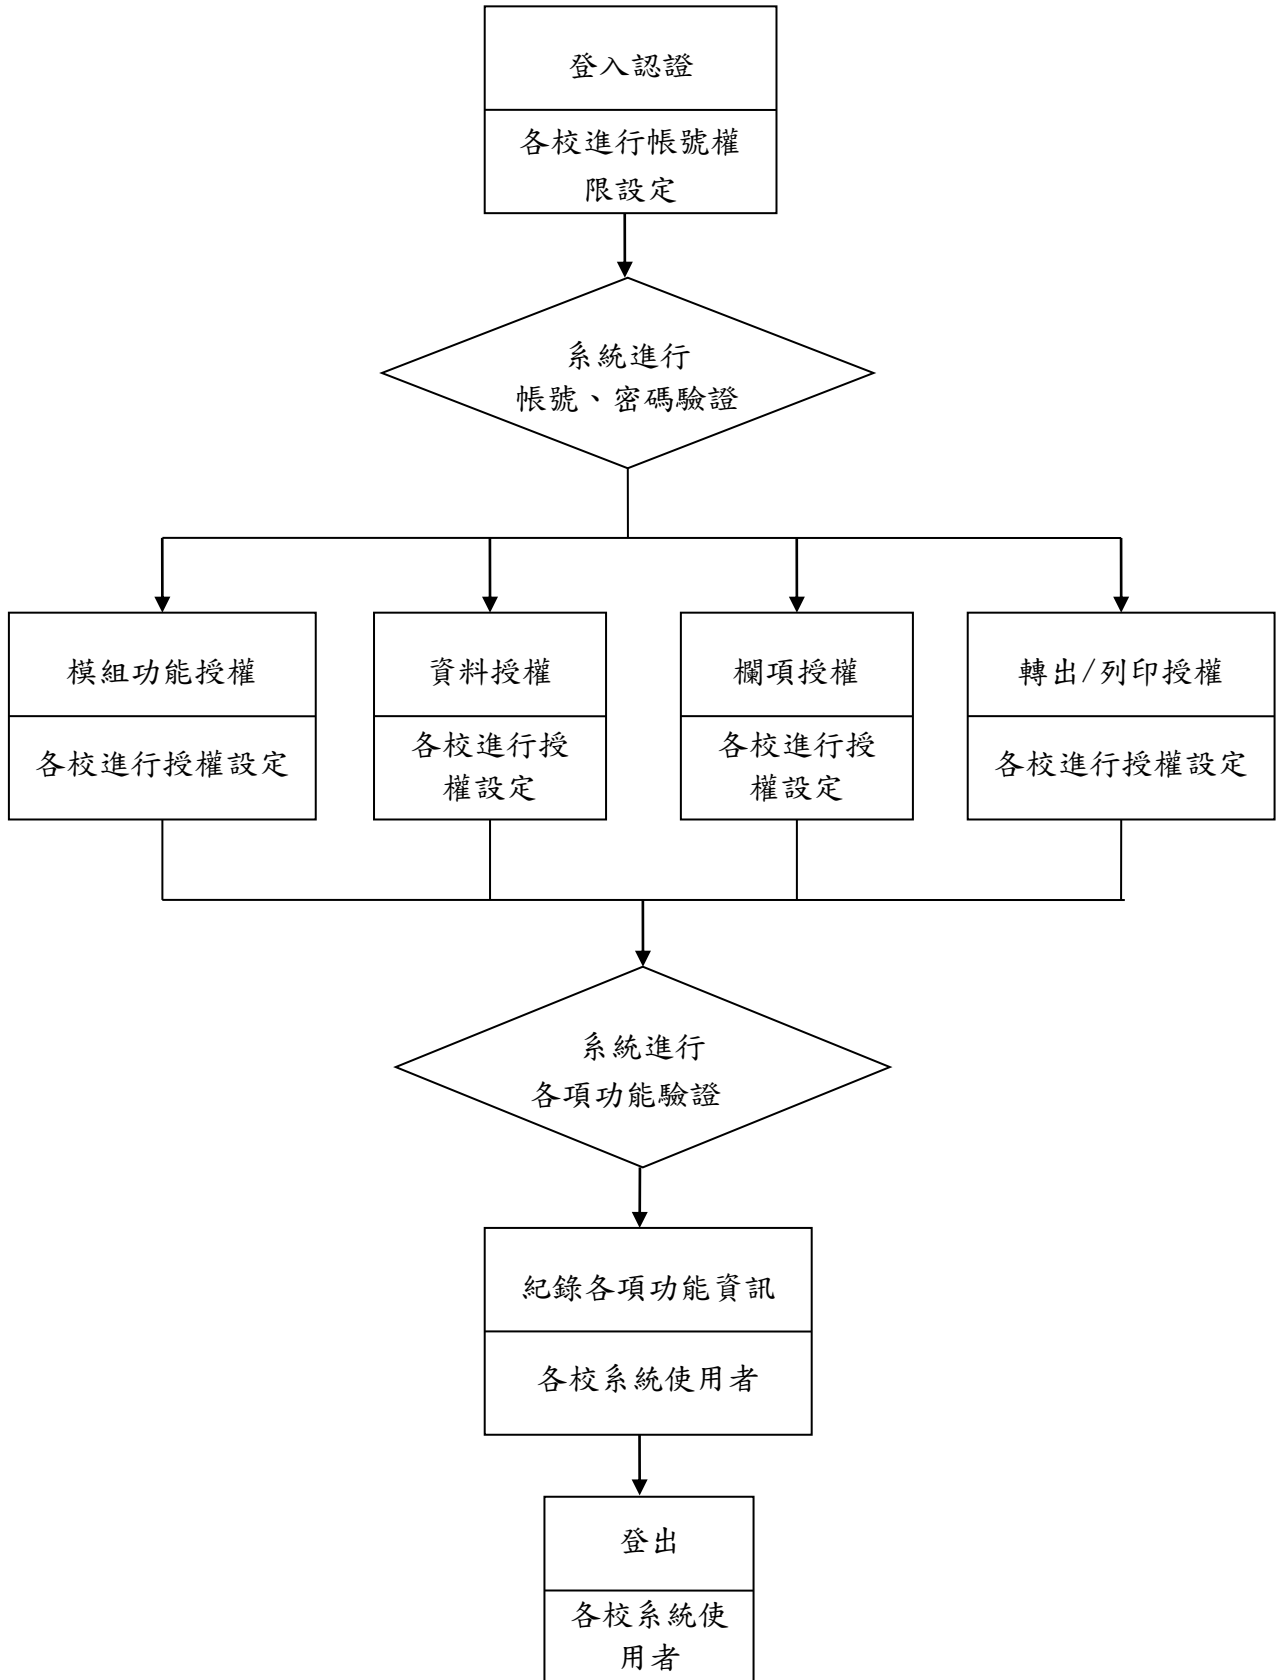 登入認證
各校進行帳號權
限設定
系統進行
帳號、密碼驗證
模組功能授權
各校進行授權設定
資料授權
各校進行授
權設定
欄項授權
各校進行授
權設定
轉出/列印授權
各校進行授權設定
系統進行
各項功能驗證
紀錄各項功能資訊
各校系統使用者
登出
各校系統使
用者